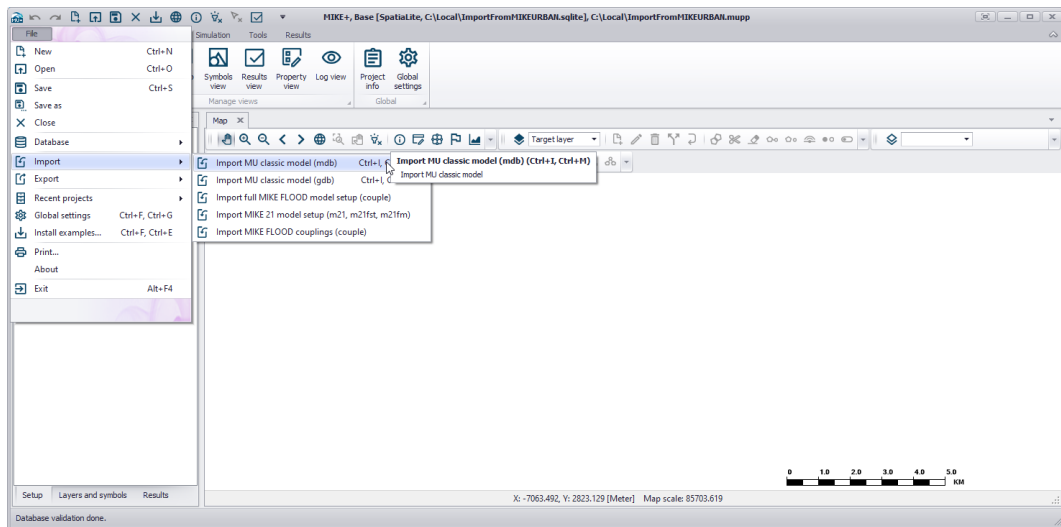 MIKE+, Base [SpatiaLite, C:\Local\ImportFromMIKEURBAN.sqlite], C:\Local\ImportFromMIKEURBAN.mupp
File
Simulation Tools Results
New Ctrl+N
Open Ctrl+O
Save Ctrl+S
Save as
Close
Database
Import
Export
Recent projects
Global settings Ctrl+F, Ctrl+G
Install examples... Ctrl+F, Ctrl+E
Print...
About
Exit Alt+F4
Symbols view
Results view
Property view
Log view
Project info
Global settings
Manage views
Global
Map
Target layer
Import MU classic model (mdb) Ctrl+I,
Import MU classic model (gdb) Ctrl+I,
Import full MIKE FLOOD model setup (couple)
Import MIKE 21 model setup (m21, m21fst, m21fm)
Import MIKE FLOOD couplings (couple)
Import MU classic model (mdb) (Ctrl+I, Ctrl+M)
Import MU classic model
0 1.0 2.0 3.0 4.0 5.0
KM
Setup Layers and symbols Results
X: -7063.492, Y: 2823.129 [Meter] Map scale: 85703.619
Database validation done.